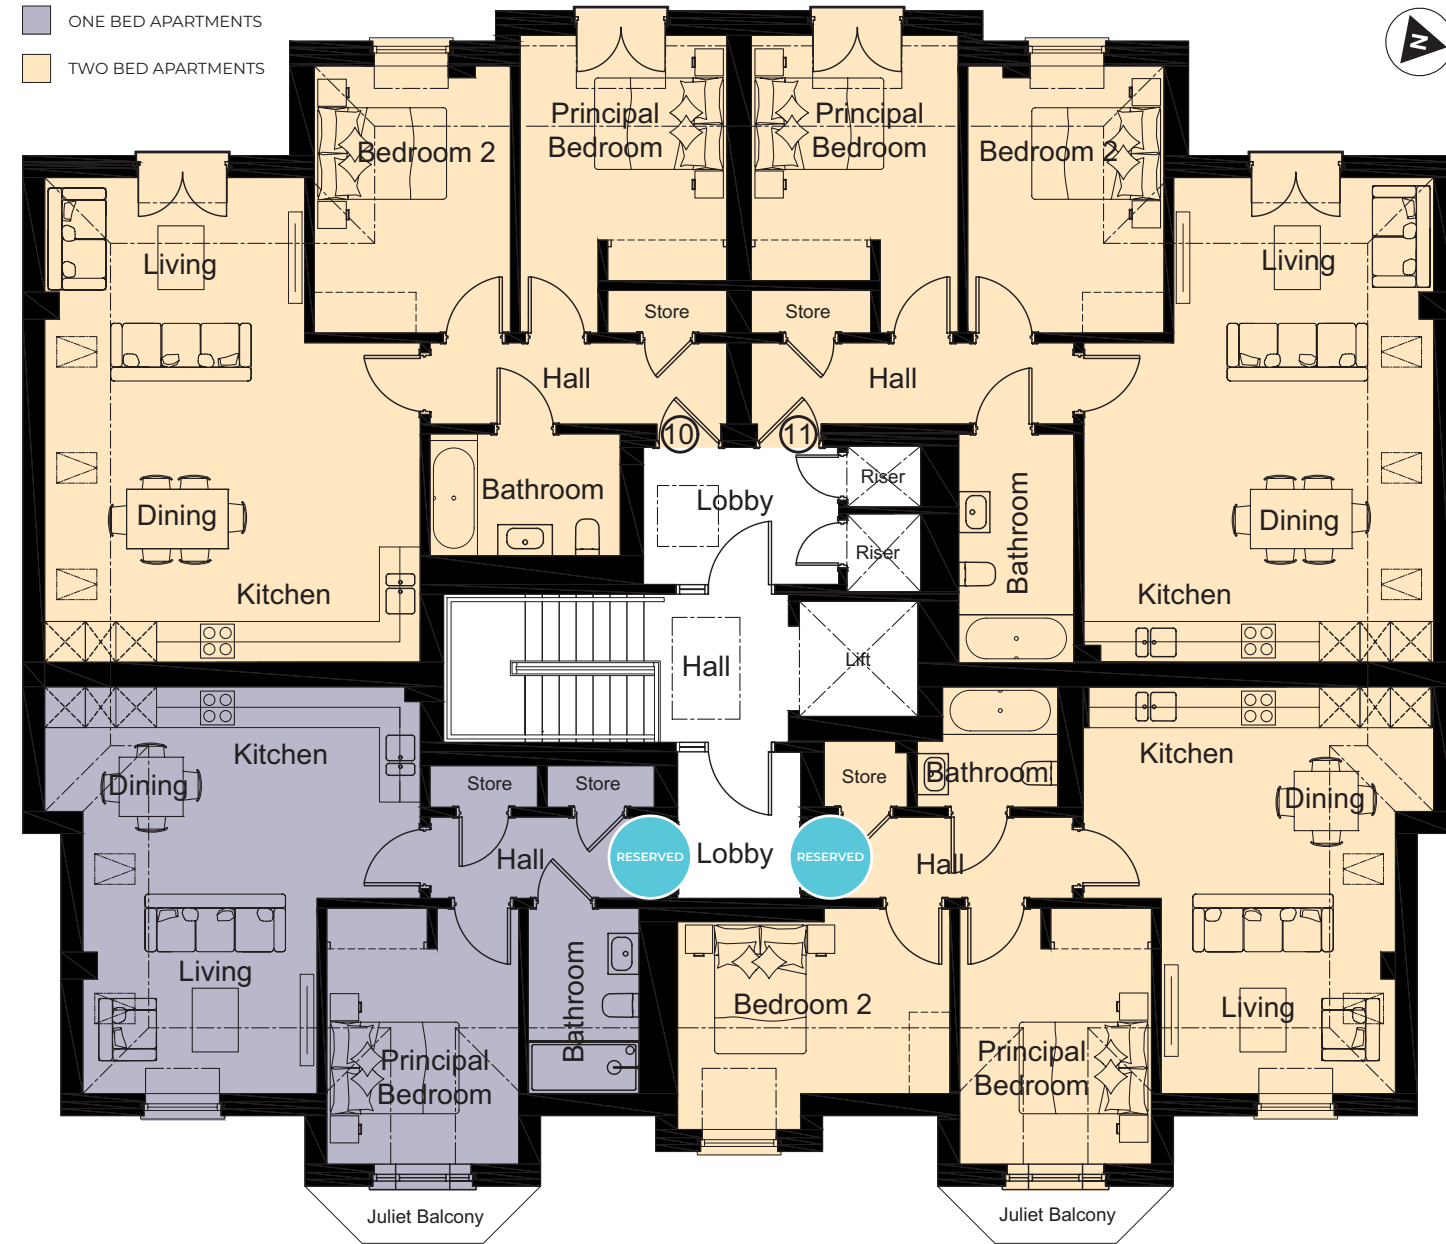 ONE BED APARTMENTS
TWO BED APARTMENTS
N
Principal
Bedroom
Principal
Bedroom
Bedroom 2
Bedroom 2
Living
Living
Store
Store
Hall
Hall
10
11
Bathroom
Lobby
Riser
Dining
Bathroom
Dining
Riser
Kitchen
Kitchen
Hall
Lift
Kitchen
Kitchen
Dining
Store
Store
Store
Bathroom
Dining
Hall
RESERVED
Lobby
RESERVED
Hall
Living
Bathroom
Bedroom 2
Living
Principal
Bedroom
Principal
Bedroom
Juliet Balcony
Juliet Balcony